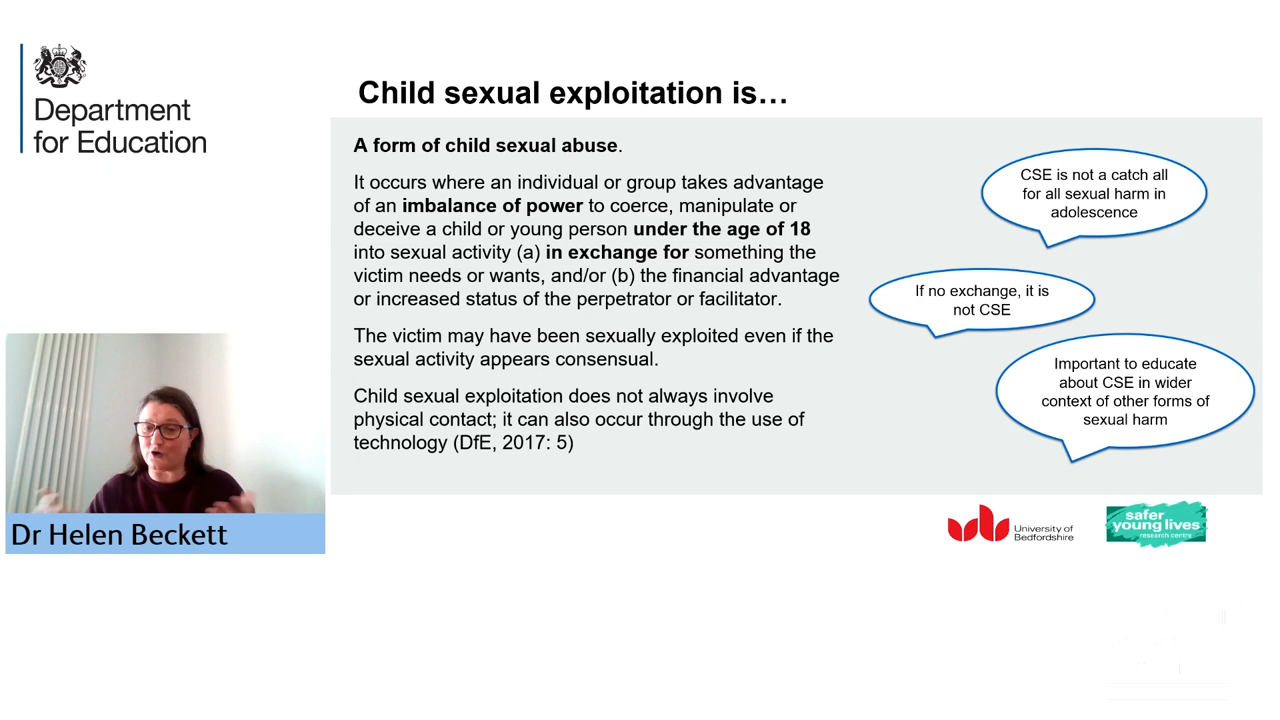 Department
for Education
Child sexual exploitation is…
A form of child sexual abuse.
It occurs where an individual or group takes advantage
of an imbalance of power to coerce, manipulate or
deceive a child or young person under the age of 18
into sexual activity (a) in exchange for something the
victim needs or wants, and/or (b) the financial advantage
or increased status of the perpetrator or facilitator.
The victim may have been sexually exploited even if the
sexual activity appears consensual.
Child sexual exploitation does not always involve
physical contact; it can also occur through the use of
technology (DfE, 2017: 5)
CSE is not a catch all
for all sexual harm in
adolescence
If no exchange, it is
not CSE
Important to educate
about CSE in wider
context of other forms of
sexual harm
Dr Helen Beckett
University of
Bedfordshire
safer
young lives
research centre